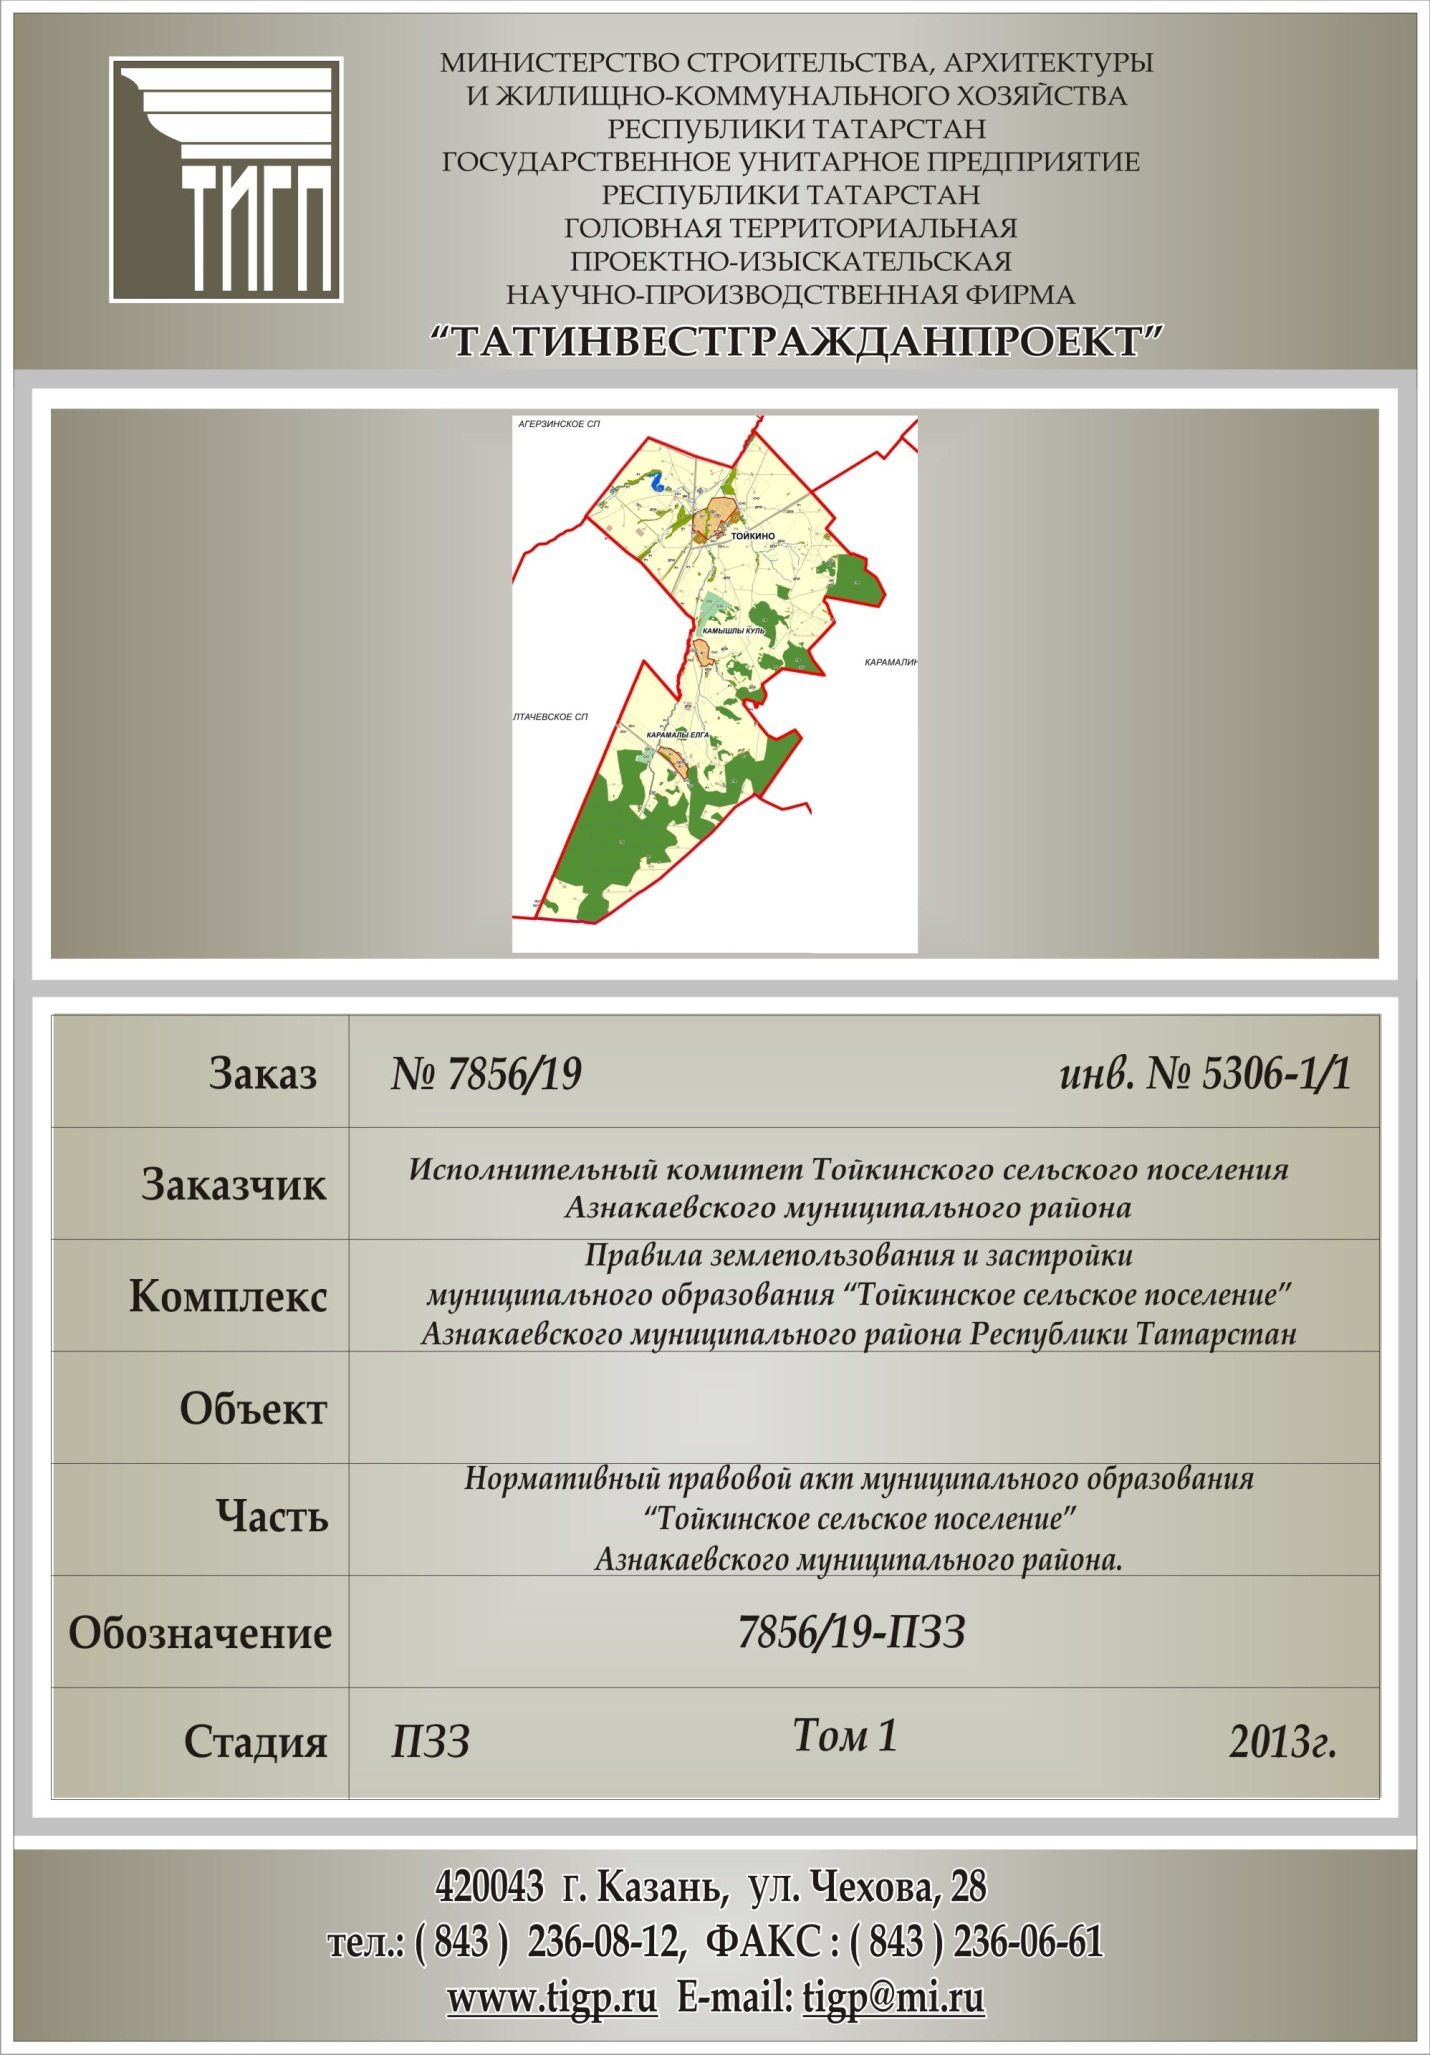 МИНИСТЕРСТВО СТРОИТЕЛЬСТВА, АРХИТЕКТУРЫ
И ЖИЛИЩНО-КОММУНАЛЬНОГО ХОЗЯЙСТВА
РЕСПУБЛИКИ ТАТАРСТАН
ГОСУДАРСТВЕННОЕ УНИТАРНОЕ ПРЕДПРИЯТИЕ
РЕСПУБЛИКИ ТАТАРСТАН
ГОЛОВНАЯ ТЕРРИТОРИАЛЬНАЯ
ПРОЕКТНО-ИЗЫСКАТЕЛЬСКАЯ
НАУЧНО-ПРОИЗВОДСТВЕННАЯ ФИРМА
“ТАТИНВЕСТГРАЖДАНПРОЕКТ”
ТИГП
АГЕРЗИНСКОЕ СП
ТОЙКИНО
КАМЫШЛЫ КУЛЬ
КАРАМАЛИН
ЛТАЧЕВСКОЕ СП
КАРАМАЛЫ ЕЛГА
Заказ № 7856/19 инв. № 5306-1/1
Заказчик
Исполнительный комитет Тойкинского сельского поселения
Азнакаевского муниципального района
Комплекс
Правила землепользования и застройки
муниципального образования “Тойкинское сельское поселение”
Азнакаевского муниципального района Республики Татарстан
Объект
Часть
Нормативный правовой акт муниципального образования
“Тойкинское сельское поселение”
Азнакаевского муниципального района.
Обозначение 7856/19-ПЗЗ
Стадия ПЗЗ Том 1 2013г.
420043 г. Казань, ул. Чехова, 28
тел.: ( 843 ) 236-08-12, ФАКС : ( 843 ) 236-06-61
www.tigp.ru E-mail: tigp@mi.ru